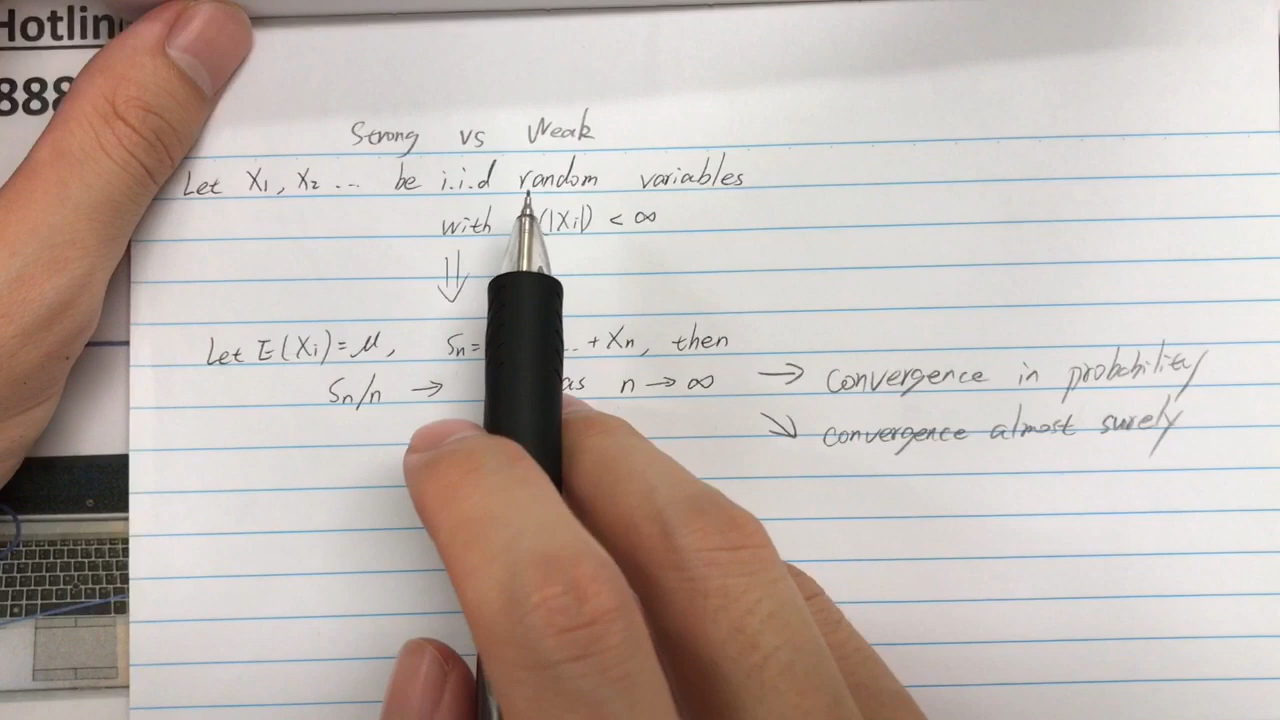 Hotlin
888
Strong vs Weak
Let X1, X2 ... be i.i.d random variables
with (|Xi|) < ∞
⇓
Let E(Xi)=μ, Sn= .. + Xn, then
Sn/n → as n → ∞ → convergence in probability
↘ convergence almost surely